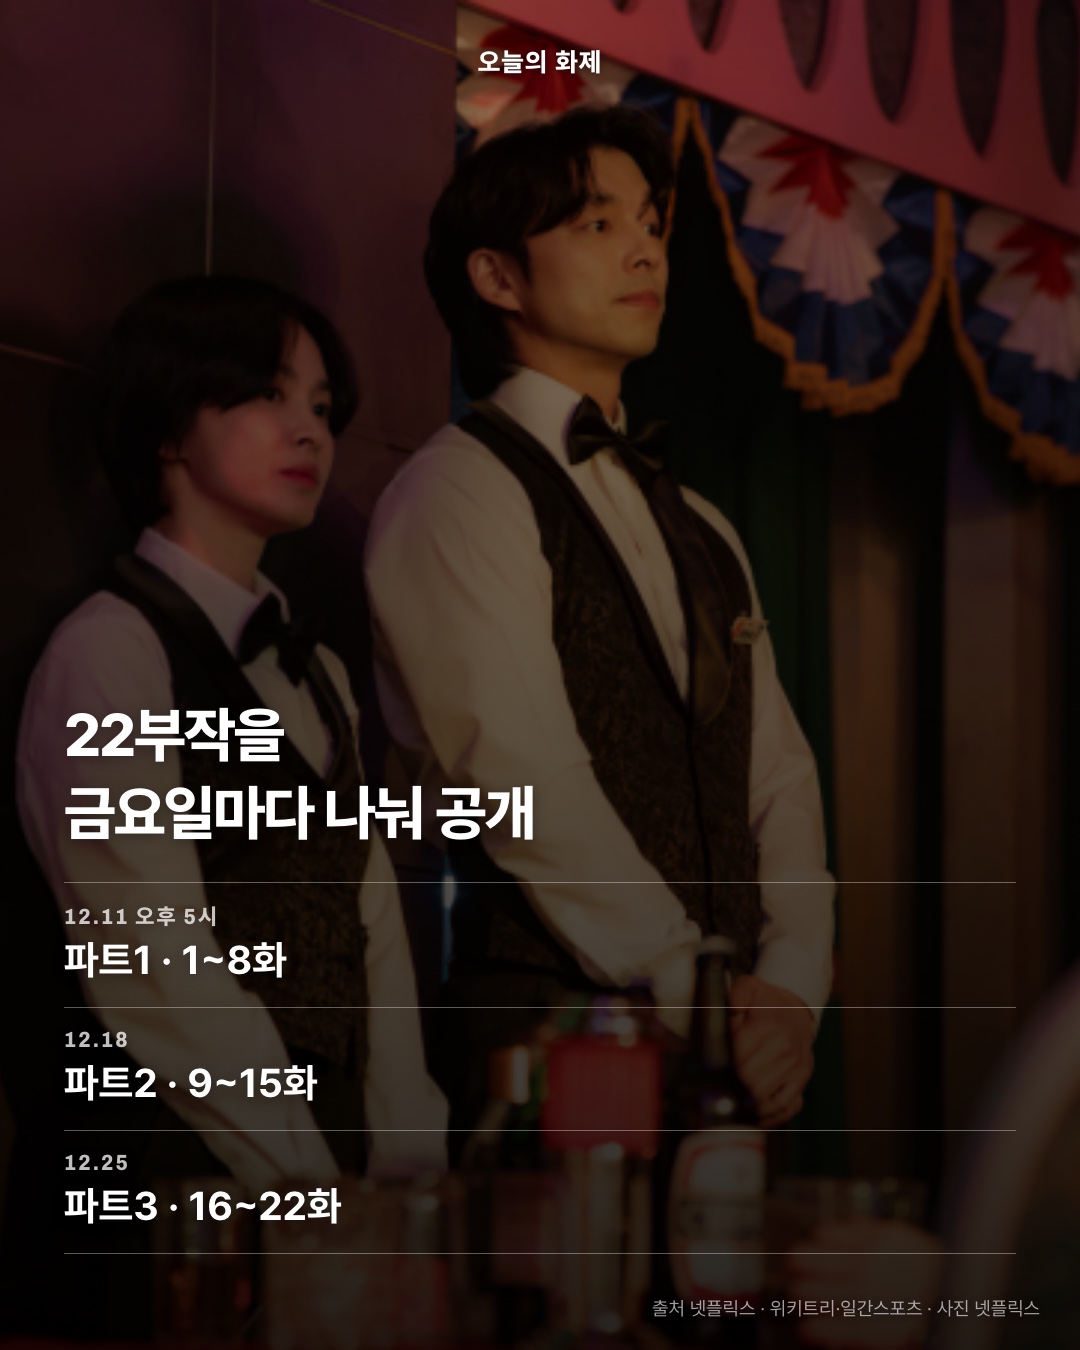 오늘의 화제
22부작을
금요일마다 나눠 공개
12.11 오후 5시
파트1 · 1~8화
12.18
파트2 · 9~15화
12.25
파트3 · 16~22화
출처 넷플릭스 · 위키트리·일간스포츠 · 사진 넷플릭스